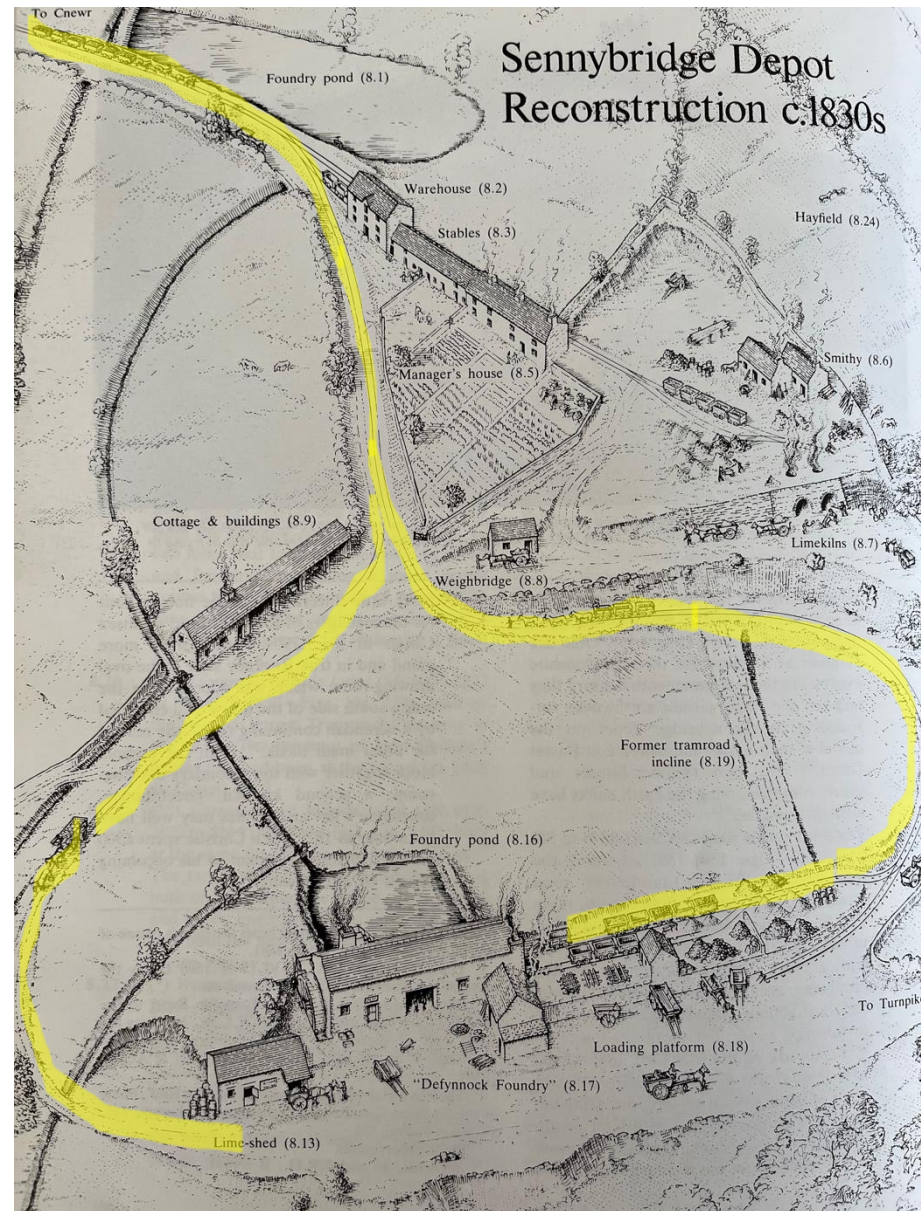 To Cnewr
Sennybridge Depot
Reconstruction c.1830s
Foundry pond (8.1)
Warehouse (8.2)
Stables (8.3)
Hayfield (8.24)
Manager's house (8.5)
Smithy (8.6)
Cottage & buildings (8.9)
Limekilns (8.7)
Weighbridge (8.8)
Former tramroad
incline (8.19)
Foundry pond (8.16)
To Turnpike
Loading platform (8.18)
"Defynnock Foundry" (8.17)
Lime-shed (8.13)